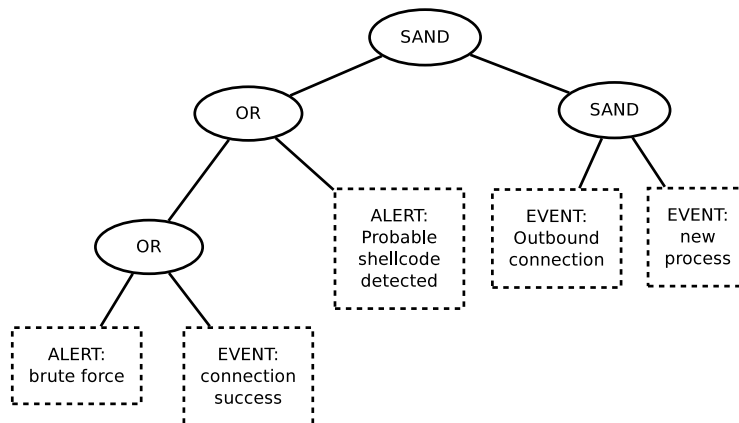 SAND
OR
SAND
ALERT:
Probable
shellcode
detected
EVENT:
Outbound
connection
EVENT:
new
process
OR
ALERT:
brute force
EVENT:
connection
success